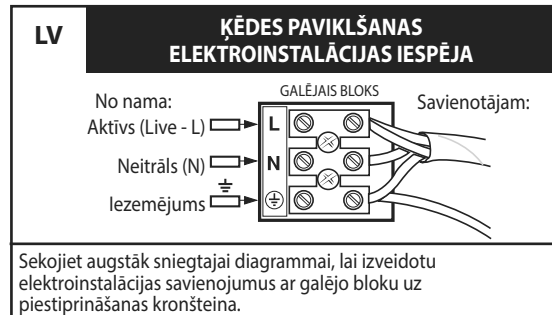 LV
ĶĒDES PAVIKLŠANAS
ELEKTROINSTALĀCIJAS IESPĒJA
GALĒJAIS BLOKS
No nama:
Savienotājam:
Aktīvs (Live - L)
L
Neitrāls (N)
N
Iezemējums
Sekojiet augstāk sniegtajai diagrammai, lai izveidotu
elektroinstalācijas savienojumus ar galējo bloku uz
piestiprināšanas kronšteina.